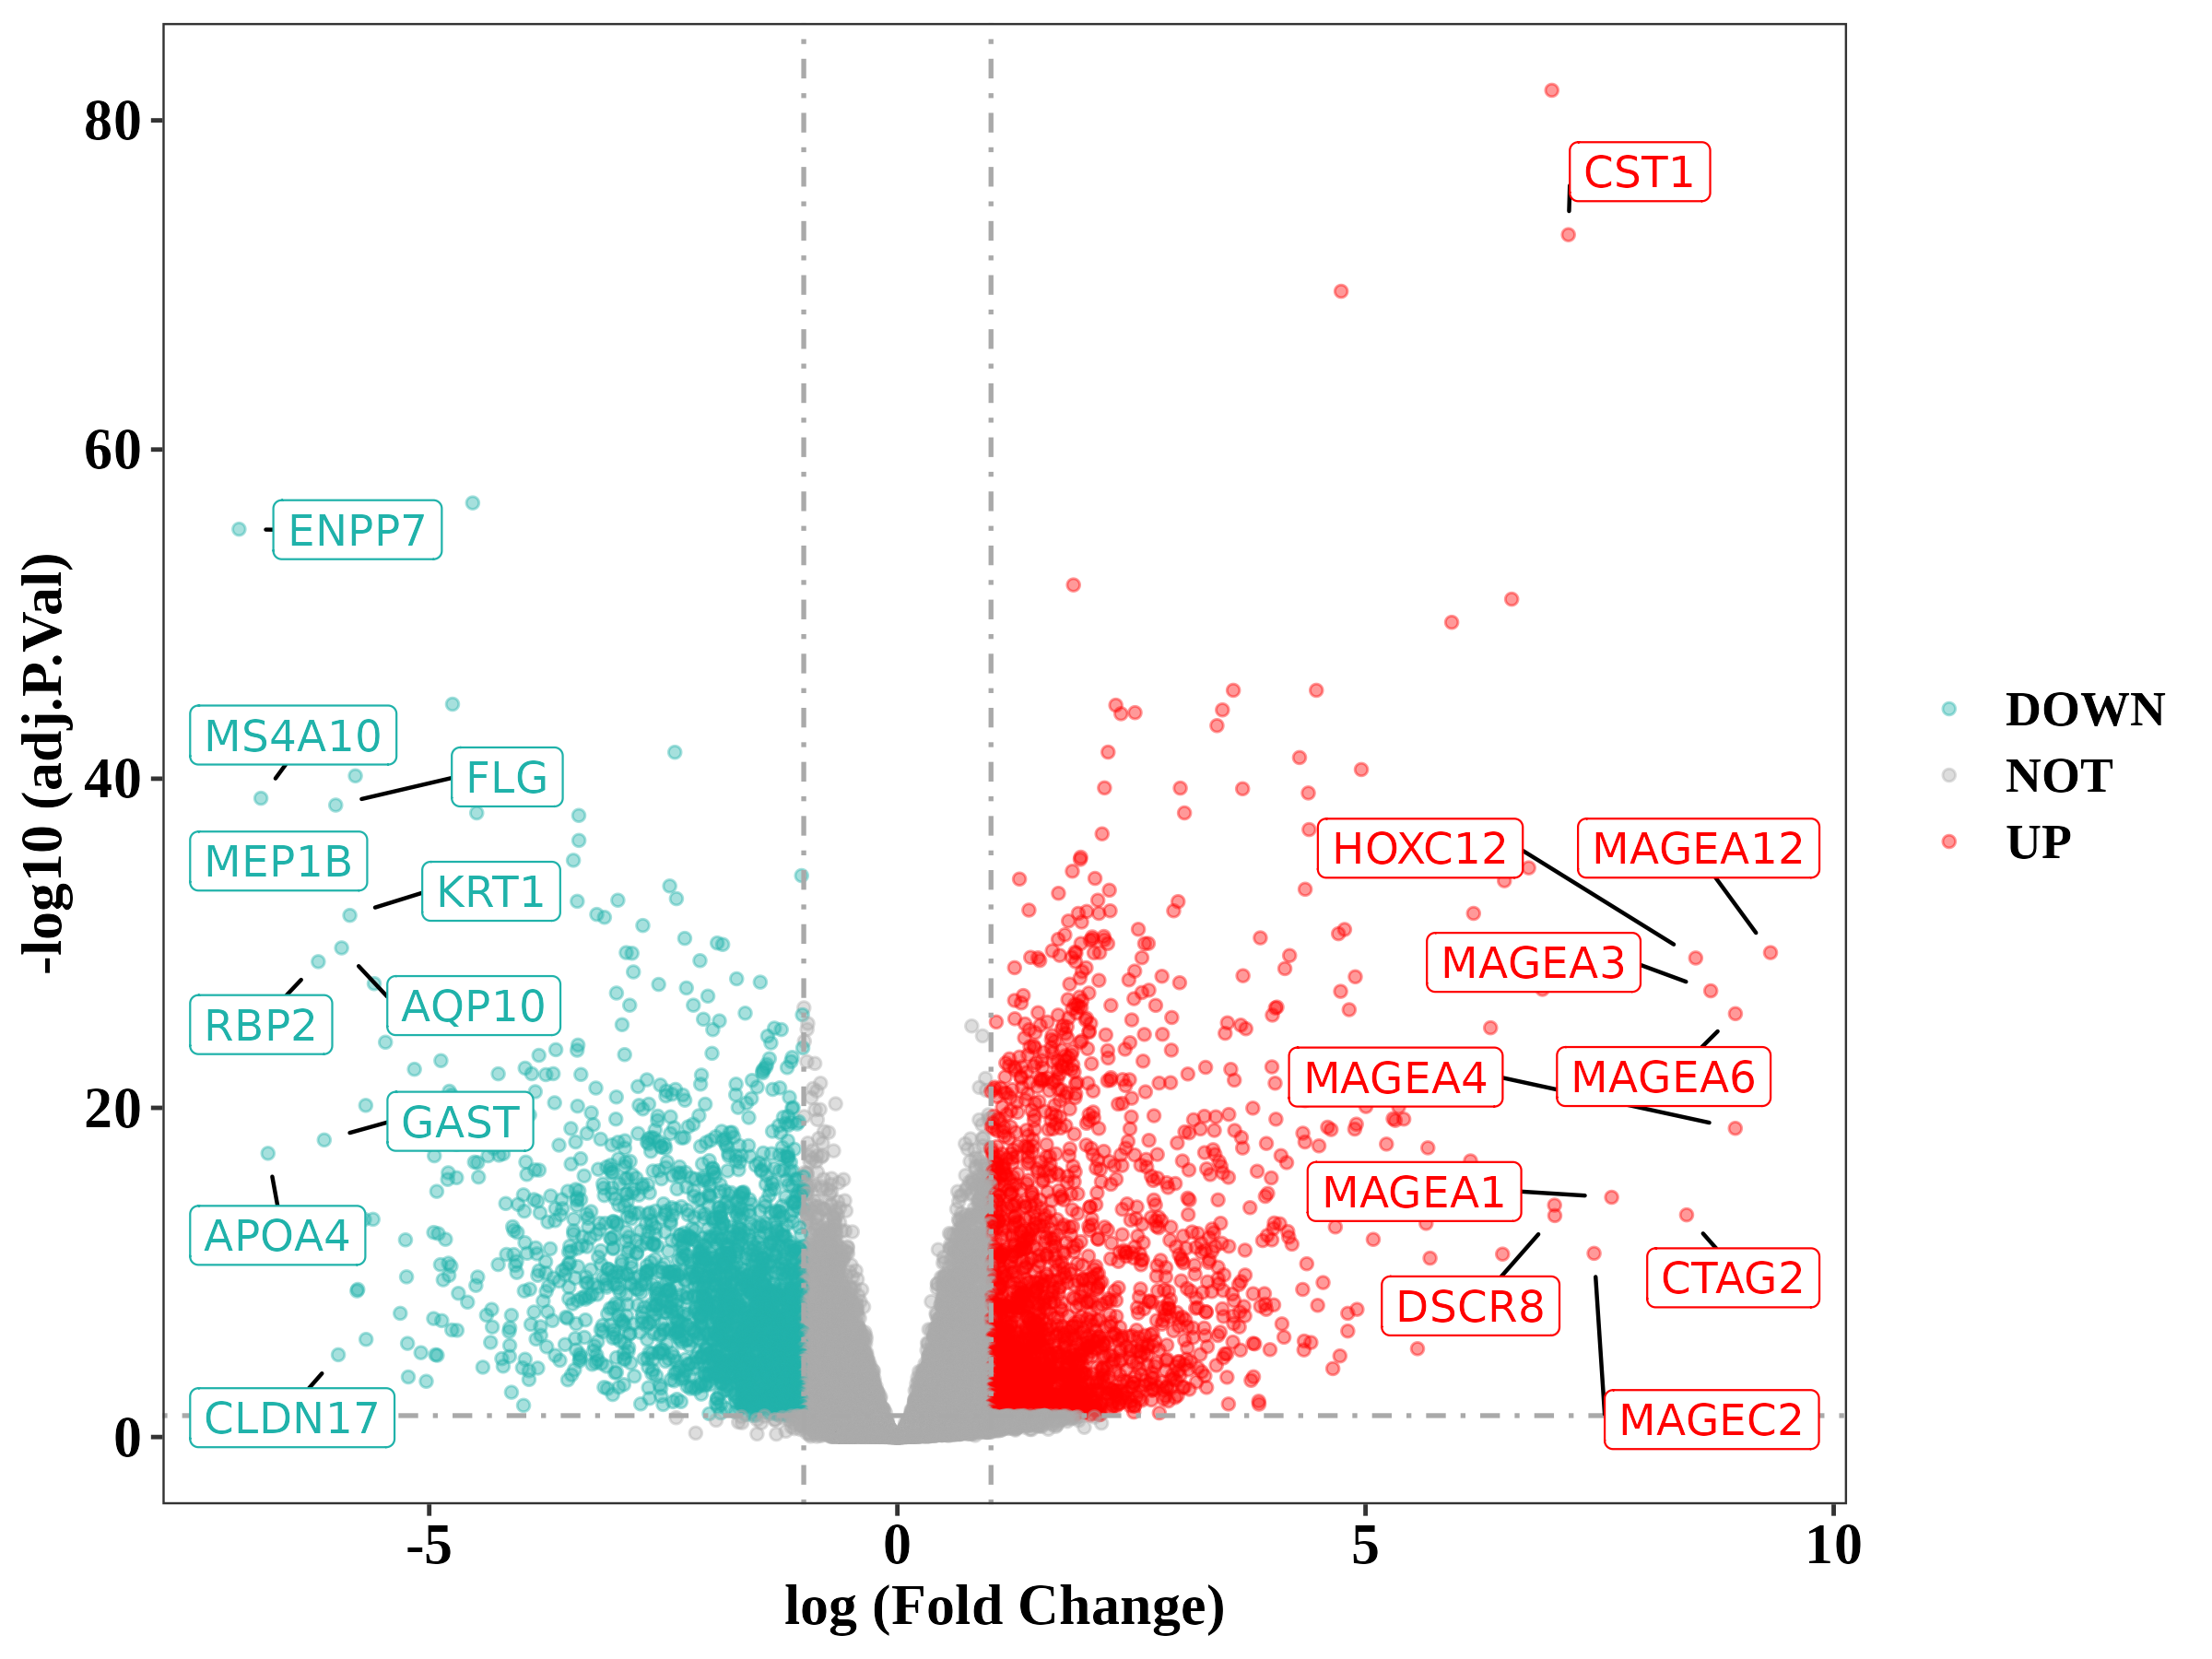 80
CST1
60
ENPP7
MS4A10
FLG
40
HOXC12
MAGEA12
MEP1B
KRT1
MAGEA3
AQP10
RBP2
MAGEA4
MAGEA6
20
GAST
MAGEA1
APOA4
CTAG2
DSCR8
CLDN17
MAGEC2
0
-5
0
5
10
log (Fold Change)
-log10 (adj.P.Val)
DOWN
NOT
UP